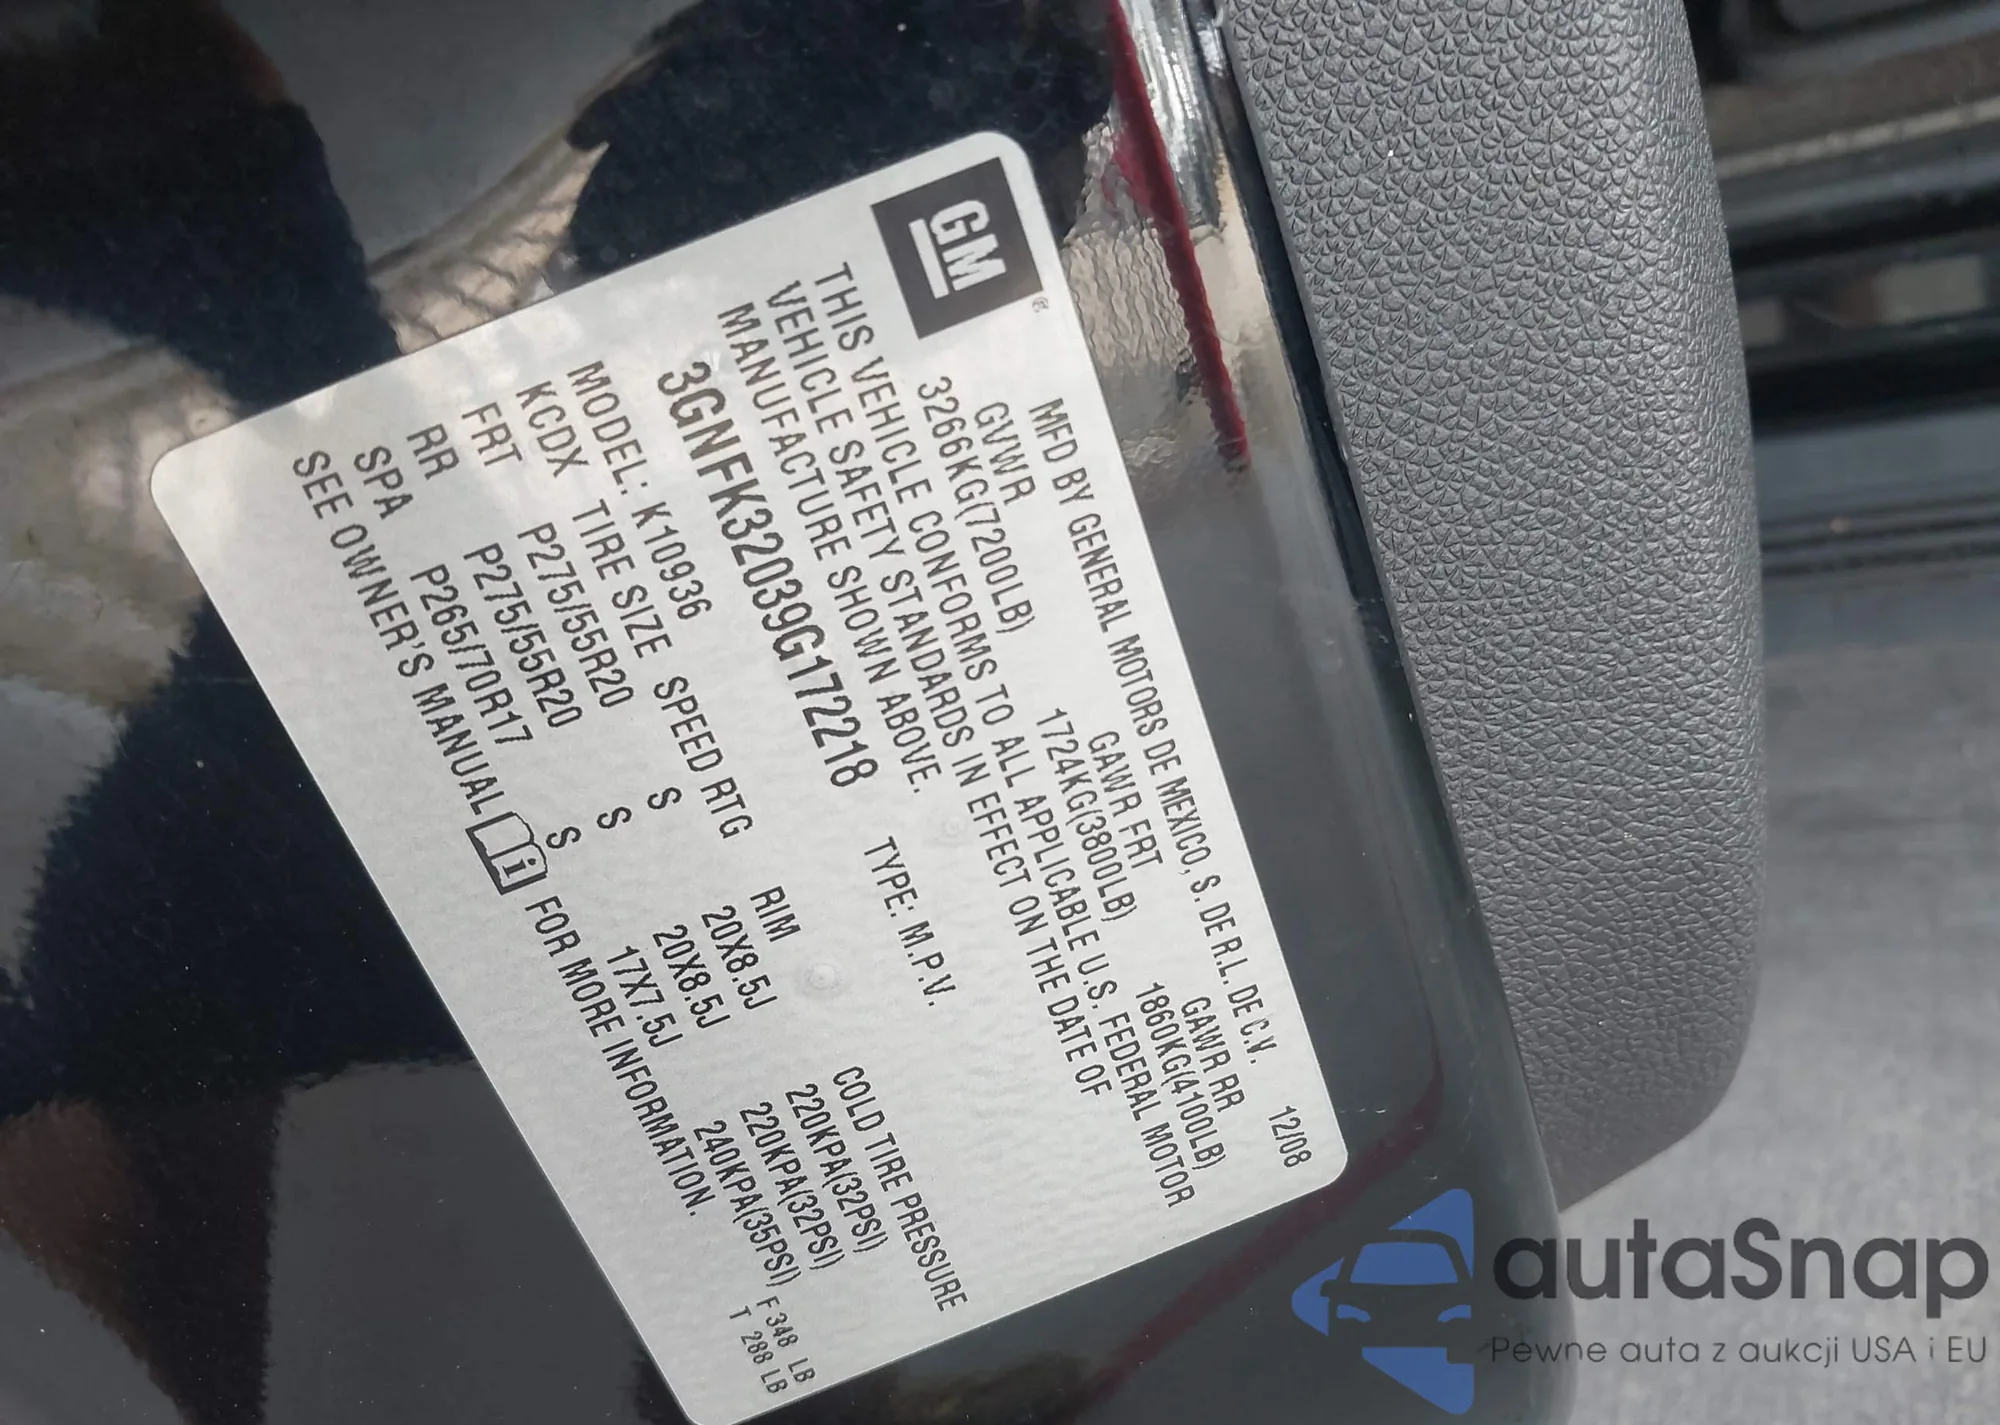 GM
®
MFD BY GENERAL MOTORS DE MEXICO, S. DE R.L. DE C.V. 12/08
GVWR GAWR FRT GAWR RR
3266KG(7200LB) 1724KG(3800LB) 1860KG(4100LB)
THIS VEHICLE CONFORMS TO ALL APPLICABLE U.S. FEDERAL MOTOR
VEHICLE SAFETY STANDARDS IN EFFECT ON THE DATE OF
MANUFACTURE SHOWN ABOVE.
3GNFK32039G172218 TYPE: M.P.V.
MODEL: K10936
KCDX TIRE SIZE SPEED RTG RIM COLD TIRE PRESSURE
FRT P275/55R20 S 20X8.5J 220KPA(32PSI)
RR P275/55R20 S 20X8.5J 220KPA(32PSI)
SPA P265/70R17 S 17X7.5J 240KPA(35PSI) F 348 LB
SEE OWNER'S MANUAL i FOR MORE INFORMATION. T 288 LB
autaSnap
Pewne auta z aukcji USA i EU